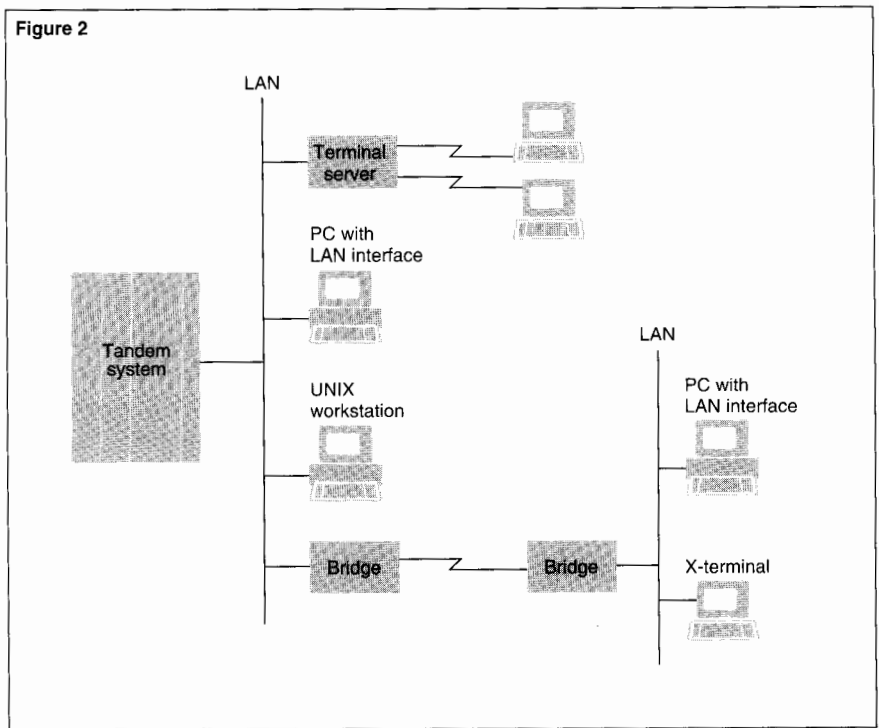 Figure 2
LAN
Terminal
server
PC with
LAN interface
Tandem
system
UNIX
workstation
LAN
PC with
LAN interface
Bridge
Bridge
X-terminal